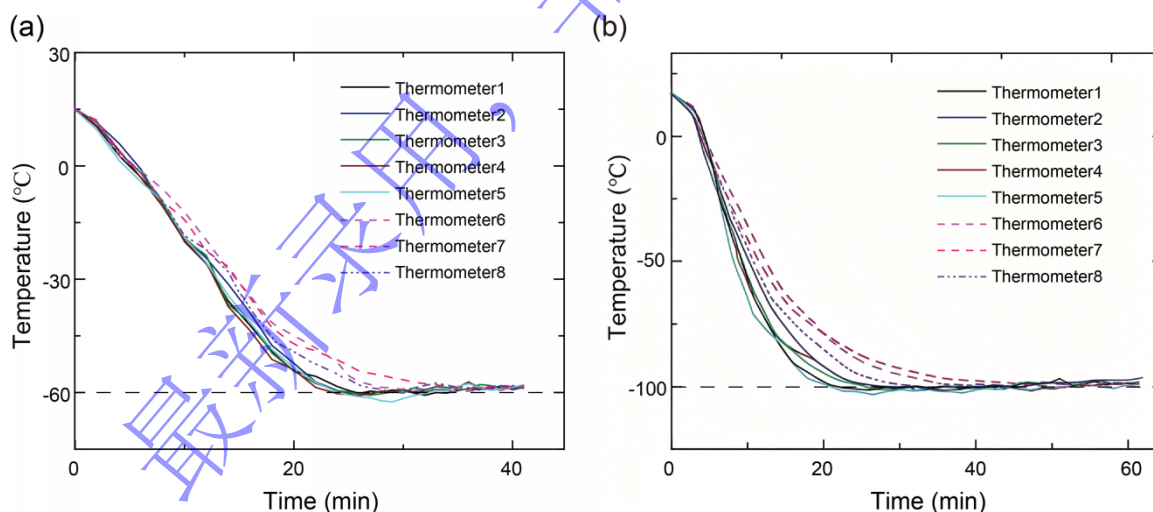 (a)
30
0
-30
-60
Temperature (°C)
0
20
40
Time (min)
Thermometer1
Thermometer2
Thermometer3
Thermometer4
Thermometer5
Thermometer6
Thermometer7
Thermometer8
(b)
0
-50
-100
Temperature (°C)
0
20
40
60
Time (min)
Thermometer1
Thermometer2
Thermometer3
Thermometer4
Thermometer5
Thermometer6
Thermometer7
Thermometer8
最新录用,